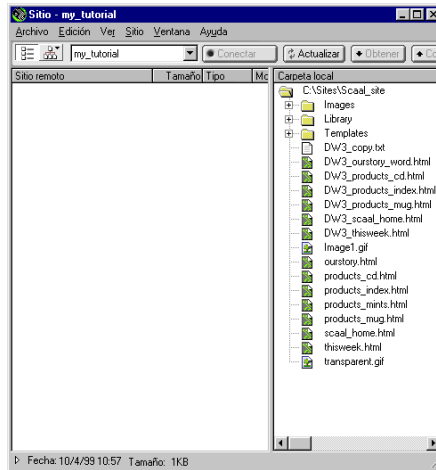 Sitio - my_tutorial
Archivo Edición Ver Sitio Ventana Ayuda
my_tutorial Conectar Actualizar Obtener
Sitio remoto Tamaño Tipo Mo Carpeta local
C:\Sites\Scaal_site
Images
Library
Templates
DW3_copy.txt
DW3_ourstory_word.html
DW3_products_cd.html
DW3_products_index.html
DW3_products_mug.html
DW3_scaal_home.html
DW3_thisweek.html
Image1.gif
ourstory.html
products_cd.html
products_index.html
products_mints.html
products_mug.html
scaal_home.html
thisweek.html
transparent.gif
Fecha: 10/4/99 10:57 Tamaño: 1KB